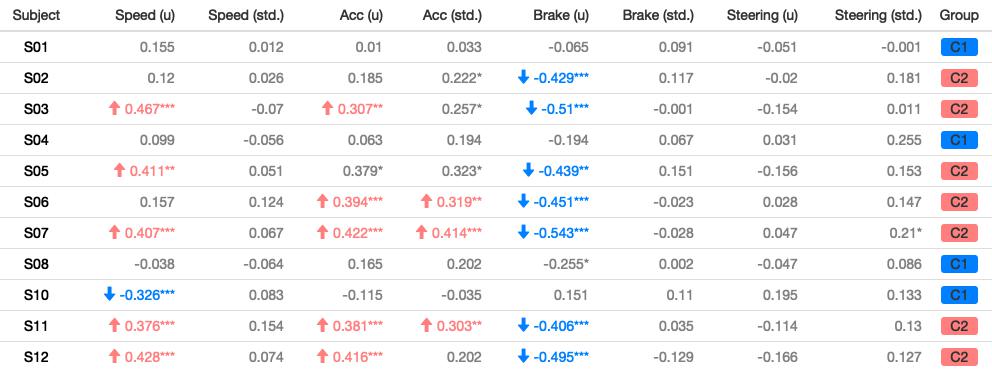 Subject Speed (u) Speed (std.) Acc (u) Acc (std.) Brake (u) Brake (std.) Steering (u) Steering (std.) Group
S01 0.155 0.012 0.01 0.033 -0.065 0.091 -0.051 -0.001 C1
S02 0.12 0.026 0.185 0.222* -0.429*** 0.117 -0.02 0.181 C2
S03 0.467*** -0.07 0.307** 0.257* -0.51*** -0.001 -0.154 0.011 C2
S04 0.099 -0.056 0.063 0.194 -0.194 0.067 0.031 0.255 C1
S05 0.411** 0.051 0.379* 0.323* -0.439** 0.151 -0.156 0.153 C2
S06 0.157 0.124 0.394*** 0.319** -0.451*** -0.023 0.028 0.147 C2
S07 0.407*** 0.067 0.422*** 0.414*** -0.543*** -0.028 0.047 0.21* C2
S08 -0.038 -0.064 0.165 0.202 -0.255* 0.002 -0.047 0.086 C1
S10 -0.326*** 0.083 -0.115 -0.035 0.151 0.11 0.195 0.133 C1
S11 0.376*** 0.154 0.381*** 0.303** -0.406*** 0.035 -0.114 0.13 C2
S12 0.428*** 0.074 0.416*** 0.202 -0.495*** -0.129 -0.166 0.127 C2